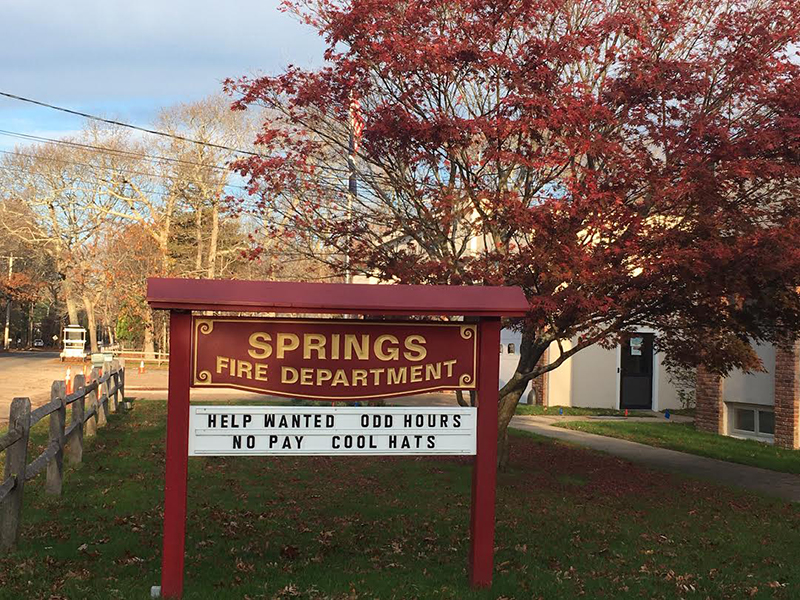 SPRINGS
FIRE DEPARTMENT
HELP WANTED ODD HOURS
NO PAY COOL HATS